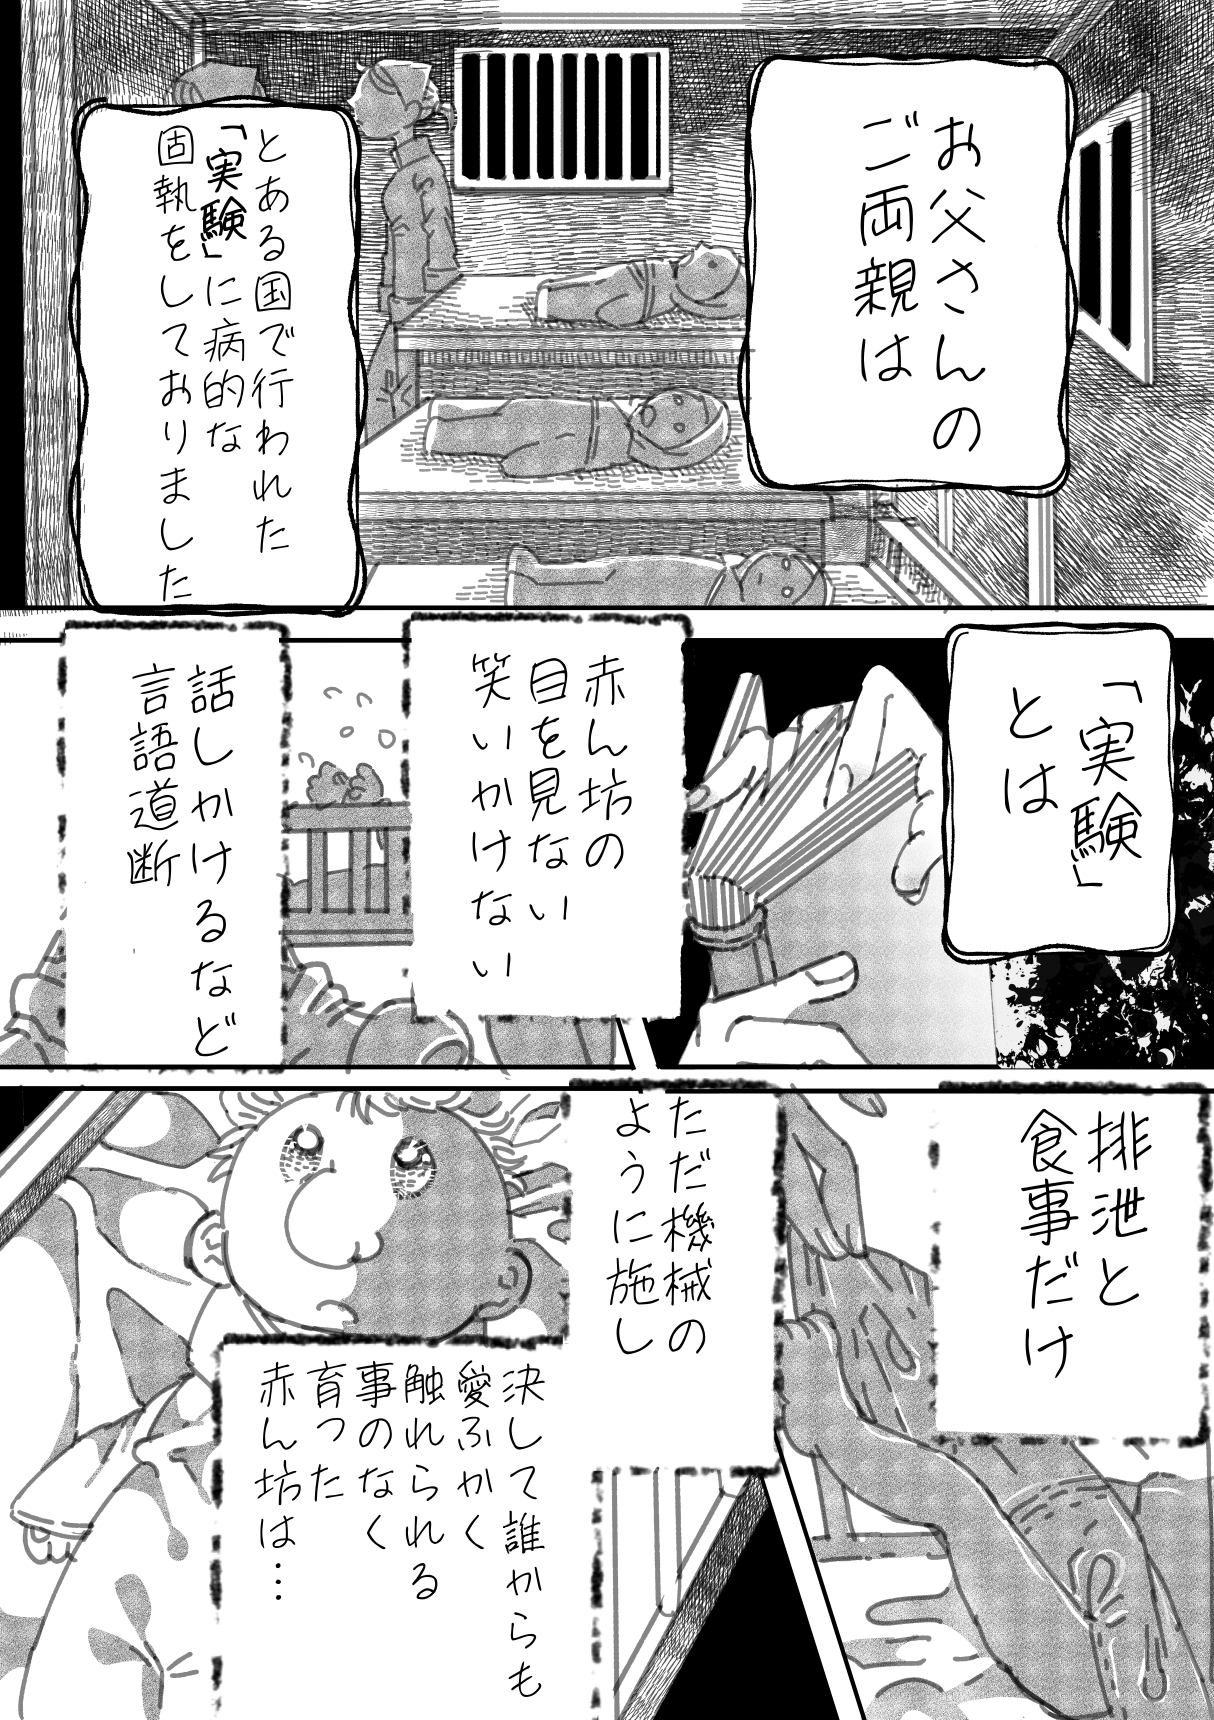 お父さんの
ご両親は
とある国で行われた
「実験」に病的な
固執をしておりました
「実験」
とは
赤ん坊の
目を見ない
笑いかけない
話しかけるなど
言語道断
排泄と
食事だけ
ただ機械の
ように施し
決して誰からも
愛ふかく
触れられる
事のなく
育った
赤ん坊は…